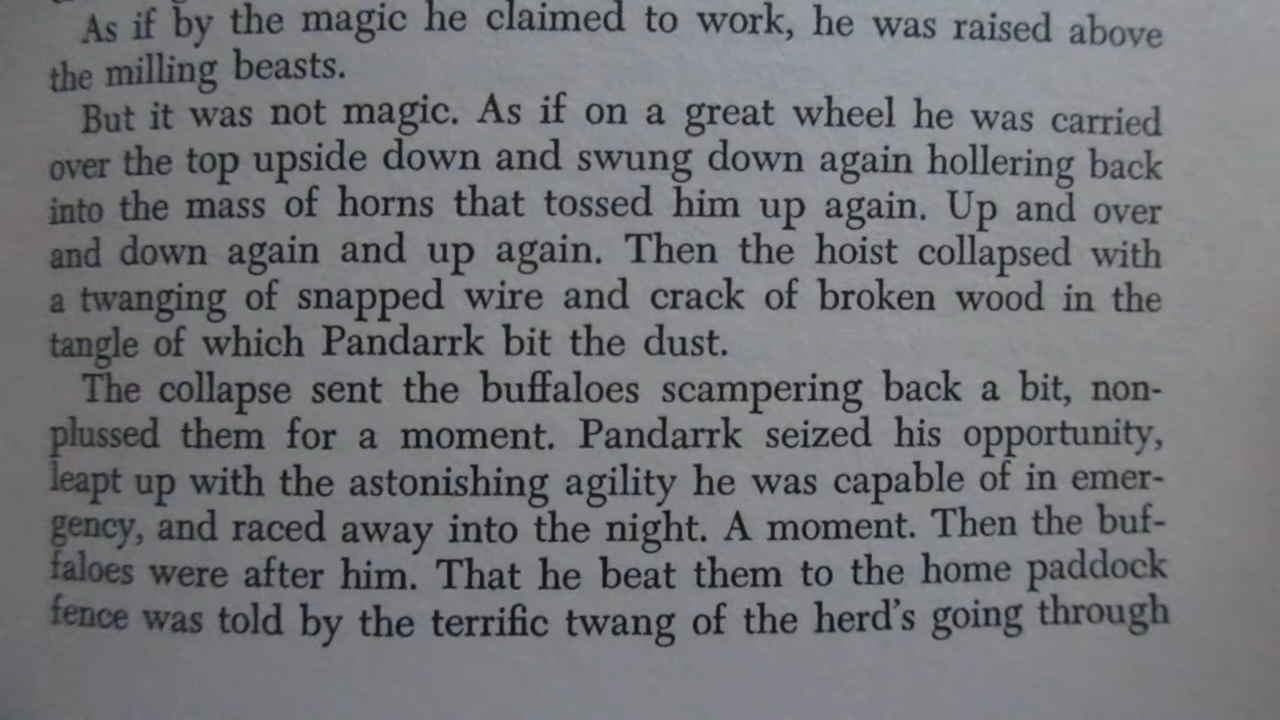 As if by the magic he claimed to work, he was raised above
the milling beasts.
But it was not magic. As if on a great wheel he was carried
over the top upside down and swung down again hollering back
into the mass of horns that tossed him up again. Up and over
and down again and up again. Then the hoist collapsed with
a twanging of snapped wire and crack of broken wood in the
tangle of which Pandarrk bit the dust.
The collapse sent the buffaloes scampering back a bit, non-
plussed them for a moment. Pandarrk seized his opportunity,
leapt up with the astonishing agility he was capable of in emer-
gency, and raced away into the night. A moment. Then the buf-
faloes were after him. That he beat them to the home paddock
fence was told by the terrific twang of the herd's going through